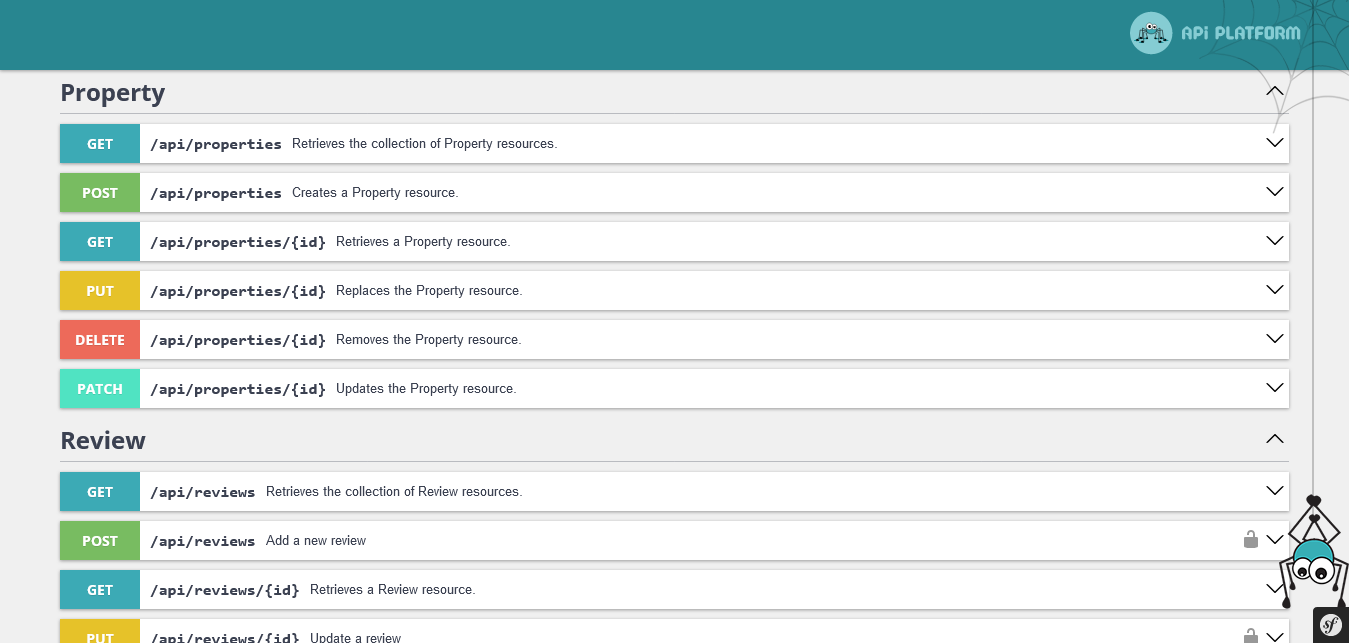 API PLATFORM
Property
GET /api/properties Retrieves the collection of Property resources.
POST /api/properties Creates a Property resource.
GET /api/properties/{id} Retrieves a Property resource.
PUT /api/properties/{id} Replaces the Property resource.
DELETE /api/properties/{id} Removes the Property resource.
PATCH /api/properties/{id} Updates the Property resource.
Review
GET /api/reviews Retrieves the collection of Review resources.
POST /api/reviews Add a new review
GET /api/reviews/{id} Retrieves a Review resource.
PUT /api/reviews/{id} Update a review
sf